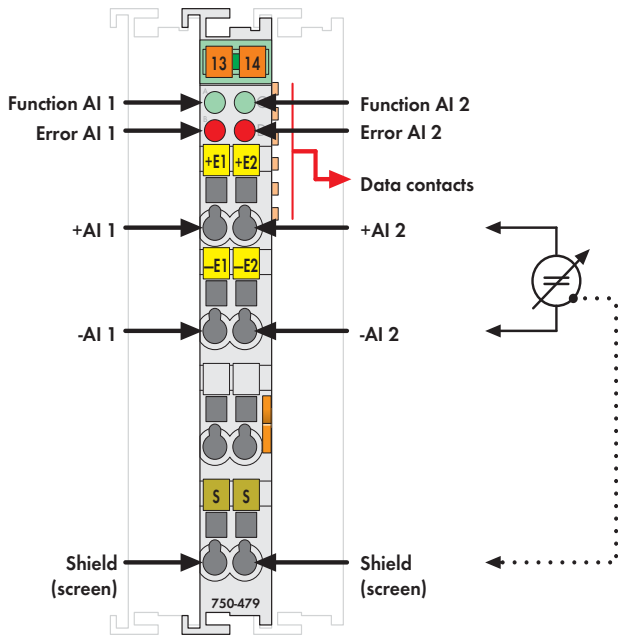 13 14
A C
Function AI 1
Function AI 2
Error AI 1
Error AI 2
+E1 +E2
Data contacts
+AI 1
+AI 2
—E1 —E2
-AI 1
-AI 2
S S
Shield
(screen)
Shield
(screen)
750-479